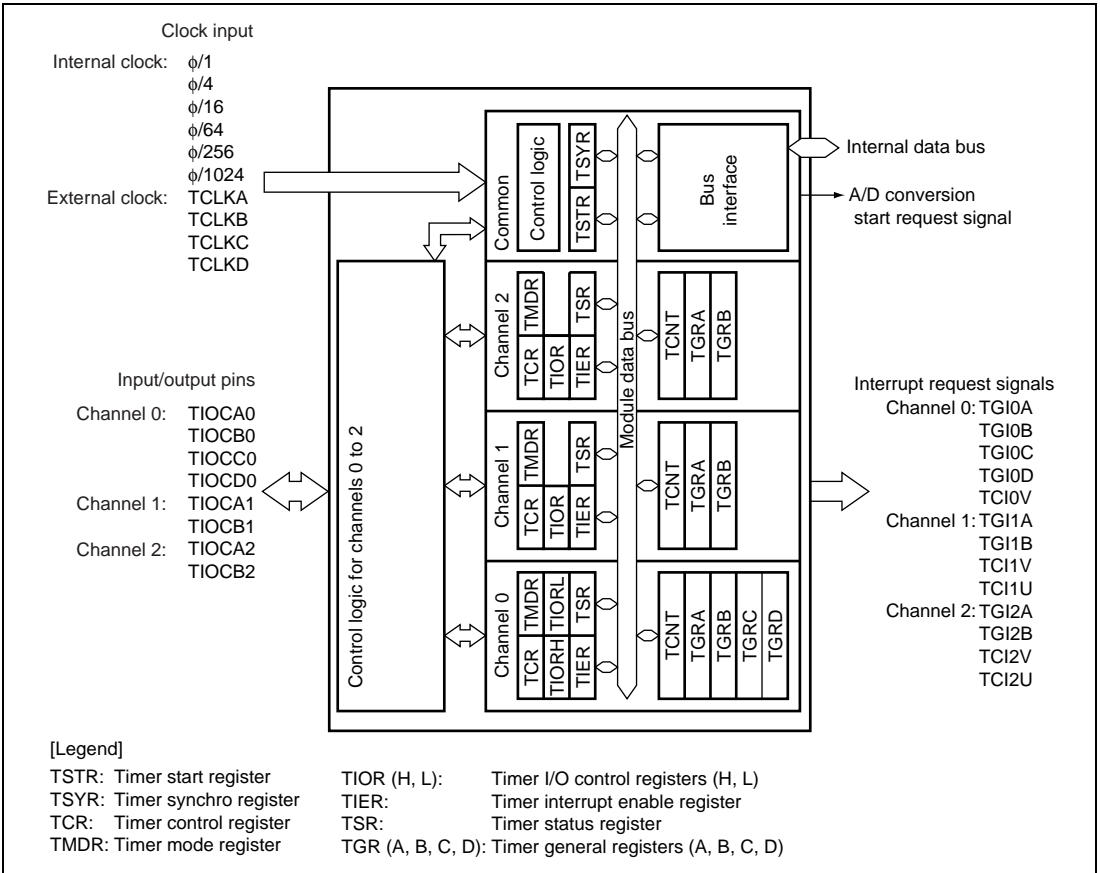 Clock input
Internal clock: ϕ/1
ϕ/4
ϕ/16
ϕ/64
ϕ/256
ϕ/1024
External clock: TCLKA
TCLKB
TCLKC
TCLKD
Input/output pins
Channel 0: TIOCA0
TIOCB0
TIOCC0
TIOCD0
Channel 1: TIOCA1
TIOCB1
Channel 2: TIOCA2
TIOCB2
Control logic for channels 0 to 2
Common
Control logic
TSTR TSYR
Bus
interface
Module data bus
Channel 2
TCR TMDR
TIOR
TIER TSR
TCNT
TGRA
TGRB
Channel 1
TCR TMDR
TIOR
TIER TSR
TCNT
TGRA
TGRB
Channel 0
TCR TMDR
TIORH TIORL
TIER TSR
TCNT
TGRA
TGRB
TGRC
TGRD
Internal data bus
A/D conversion
start request signal
Interrupt request signals
Channel 0: TGI0A
TGI0B
TGI0C
TGI0D
TCI0V
Channel 1: TGI1A
TGI1B
TCI1V
TCI1U
Channel 2: TGI2A
TGI2B
TCI2V
TCI2U
[Legend]
TSTR: Timer start register
TSYR: Timer synchro register
TCR: Timer control register
TMDR: Timer mode register
TIOR (H, L): Timer I/O control registers (H, L)
TIER: Timer interrupt enable register
TSR: Timer status register
TGR (A, B, C, D): Timer general registers (A, B, C, D)